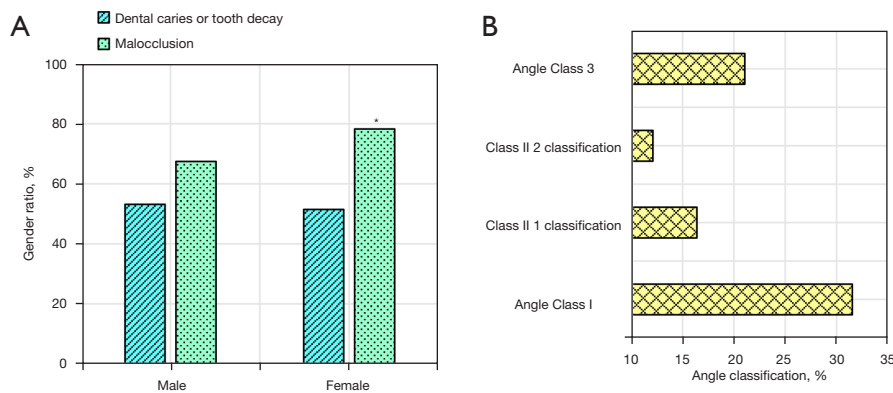 A
Dental caries or tooth decay
Malocclusion
Gender ratio, %
100
80
60
40
20
0
*
Male
Female
B
Angle Class 3
Class II 2 classification
Class II 1 classification
Angle Class I
10 15 20 25 30 35
Angle classification, %